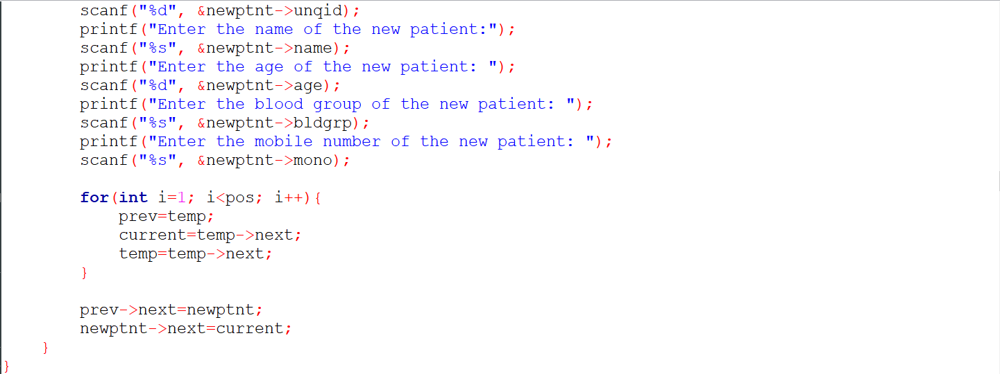 scanf("%d", &newptnt->unqid);
printf("Enter the name of the new patient:");
scanf("%s", &newptnt->name);
printf("Enter the age of the new patient: ");
scanf("%d", &newptnt->age);
printf("Enter the blood group of the new patient: ");
scanf("%s", &newptnt->bldgrp);
printf("Enter the mobile number of the new patient: ");
scanf("%s", &newptnt->mono);
for(int i=1; i<pos; i++){
prev=temp;
current=temp->next;
temp=temp->next;
}
prev->next=newptnt;
newptnt->next=current;
}
}